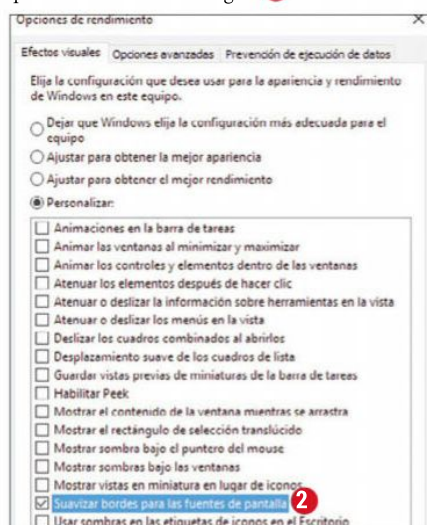 Opciones de rendimiento
Efectos visuales Opciones avanzadas Prevención de ejecución de datos
Elija la configuración que desea usar para la apariencia y rendimiento
de Windows en este equipo.
Dejar que Windows elija la configuración más adecuada para el
equipo
Ajustar para obtener la mejor apariencia
Ajustar para obtener el mejor rendimiento
Personalizar:
Animaciones en la barra de tareas
Animar las ventanas al minimizar y maximizar
Animar los controles y elementos dentro de las ventanas
Atenuar los elementos después de hacer clic
Atenuar o deslizar la información sobre herramientas en la vista
Atenuar o deslizar los menús en la vista
Deslizar los cuadros combinados al abrirlos
Desplazamiento suave de los cuadros de lista
Guardar vistas previas de miniaturas de la barra de tareas
Habilitar Peek
Mostrar el contenido de la ventana mientras se arrastra
Mostrar el rectángulo de selección translúcido
Mostrar sombra bajo el puntero del mouse
Mostrar sombras bajo las ventanas
Mostrar vistas en miniatura en lugar de iconos
Suavizar bordes para las fuentes de pantalla 2
Usar sombras en las etiquetas de iconos en el Escritorio